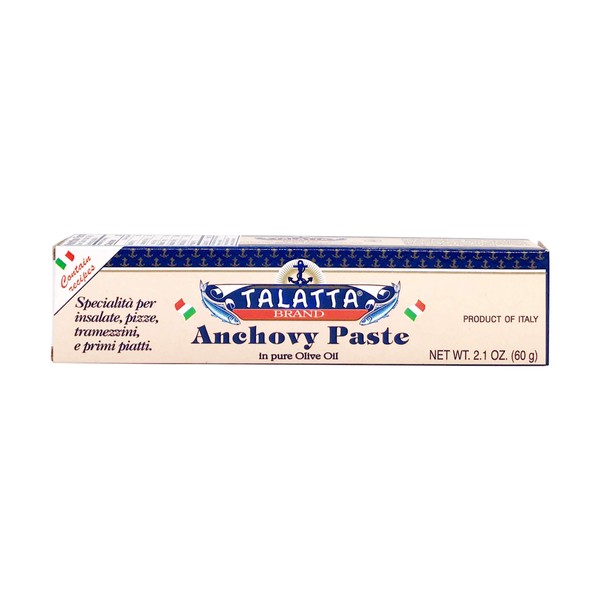 Contain
recipes
Specialità per
insalate, pizze,
tramezzini,
e primi piatti.
TALATTA®
BRAND
Anchovy Paste
in pure Olive Oil
PRODUCT OF ITALY
NET WT. 2.1 OZ. (60 g)